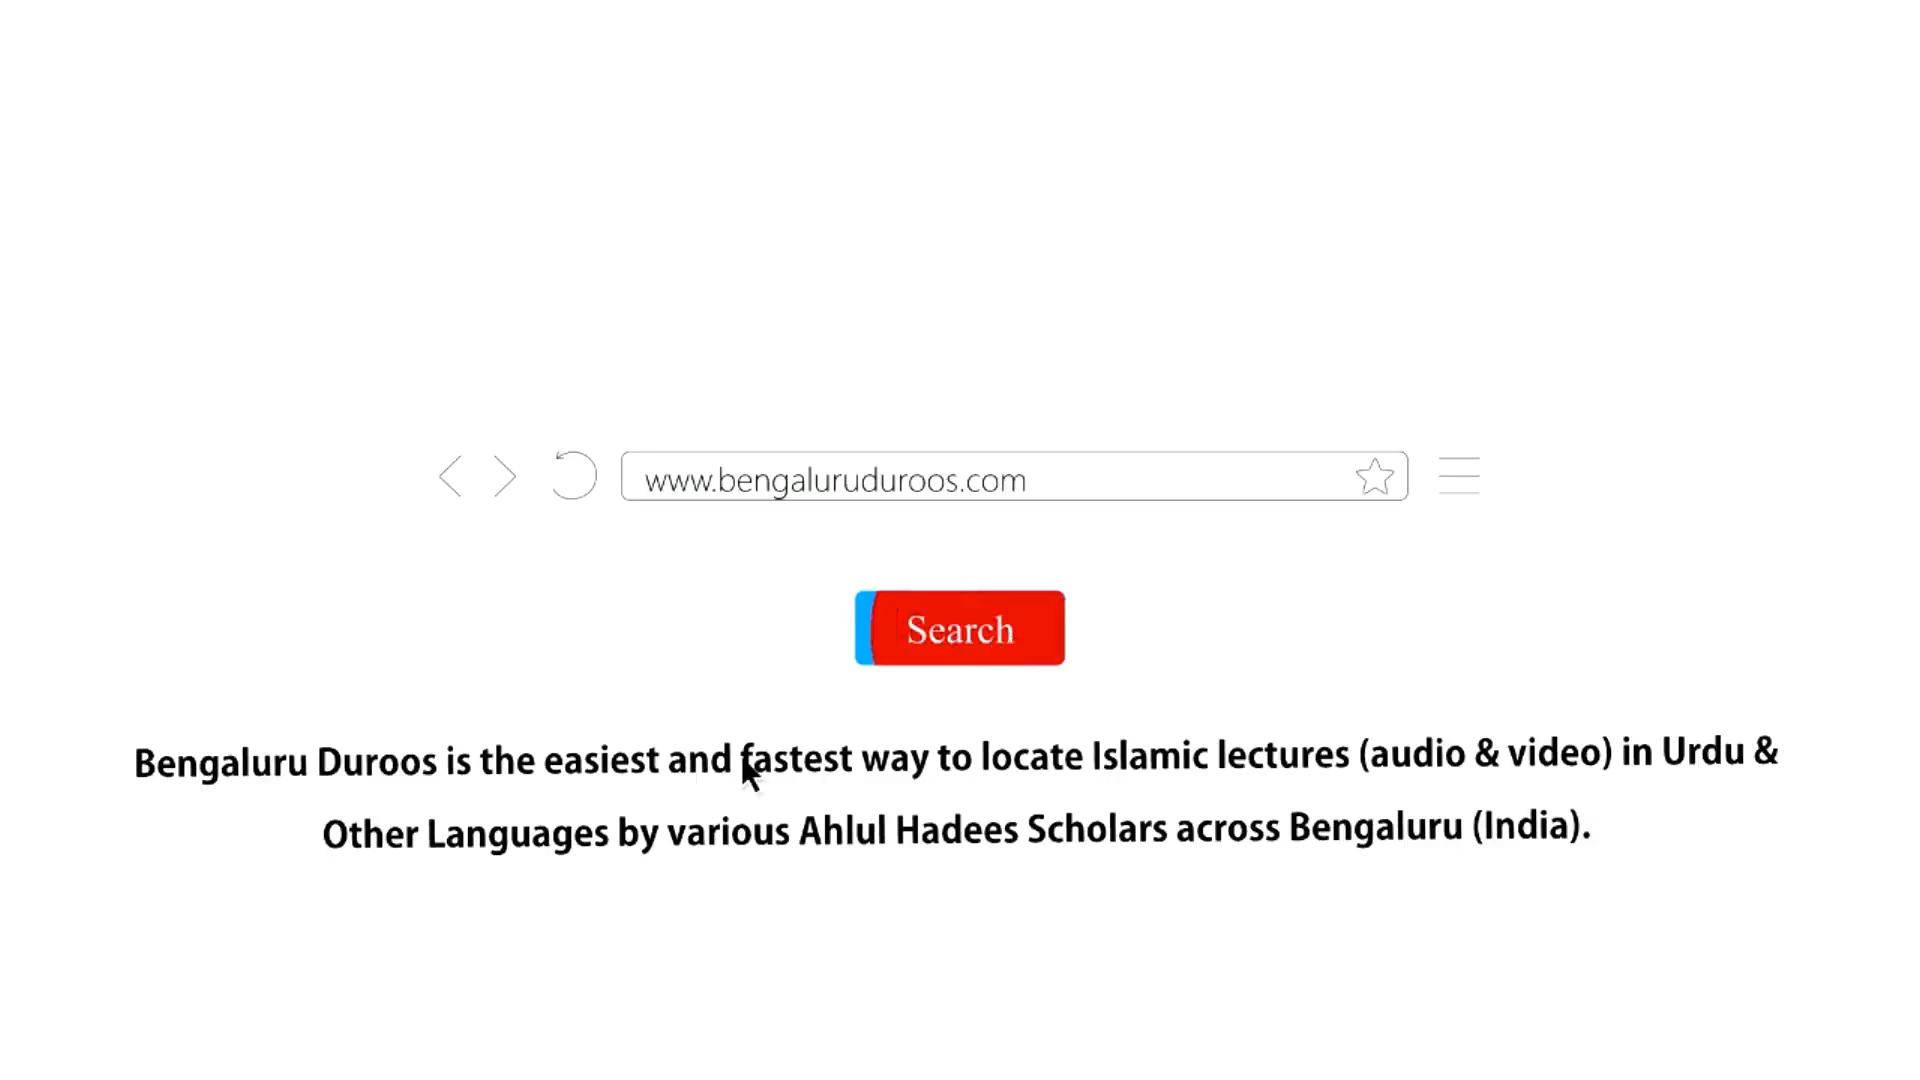 www.bengaluruduroos.com
Search
Bengaluru Duroos is the easiest and fastest way to locate Islamic lectures (audio & video) in Urdu &
Other Languages by various Ahlul Hadees Scholars across Bengaluru (India).